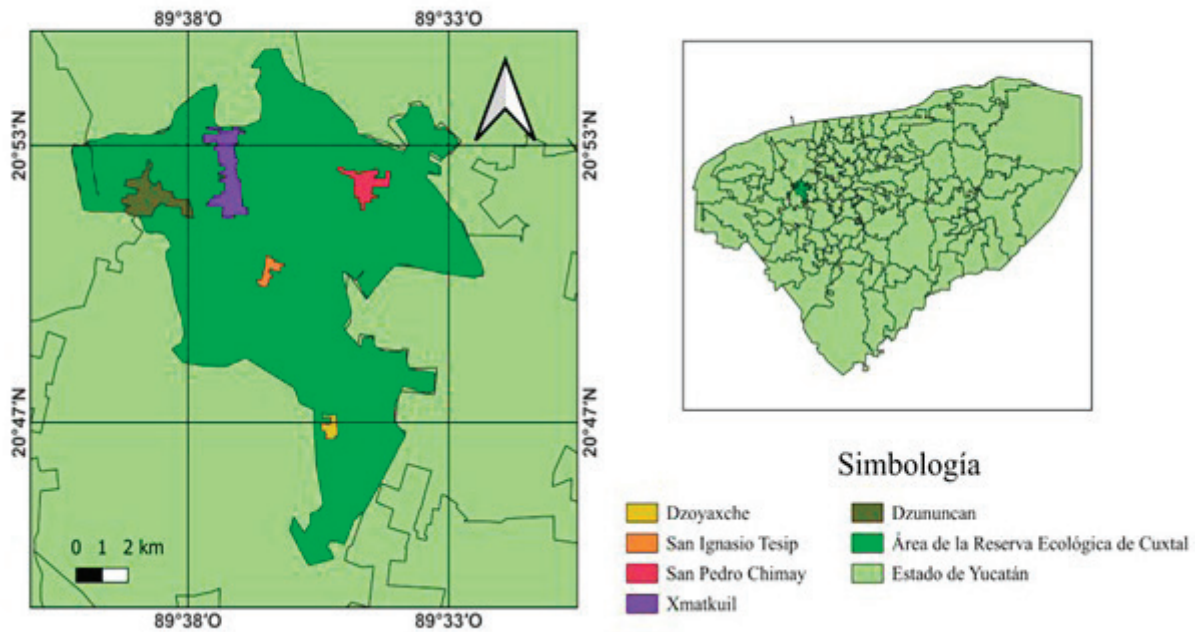 89°38'O 89°33'O
20°53'N 20°53'N
20°47'N 20°47'N
0 1 2 km
89°38'O 89°33'O
Simbología
Dzoyaxche
San Ignasio Tesip
San Pedro Chimay
Xmatkuil
Dzununcan
Área de la Reserva Ecológica de Cuxtal
Estado de Yucatán